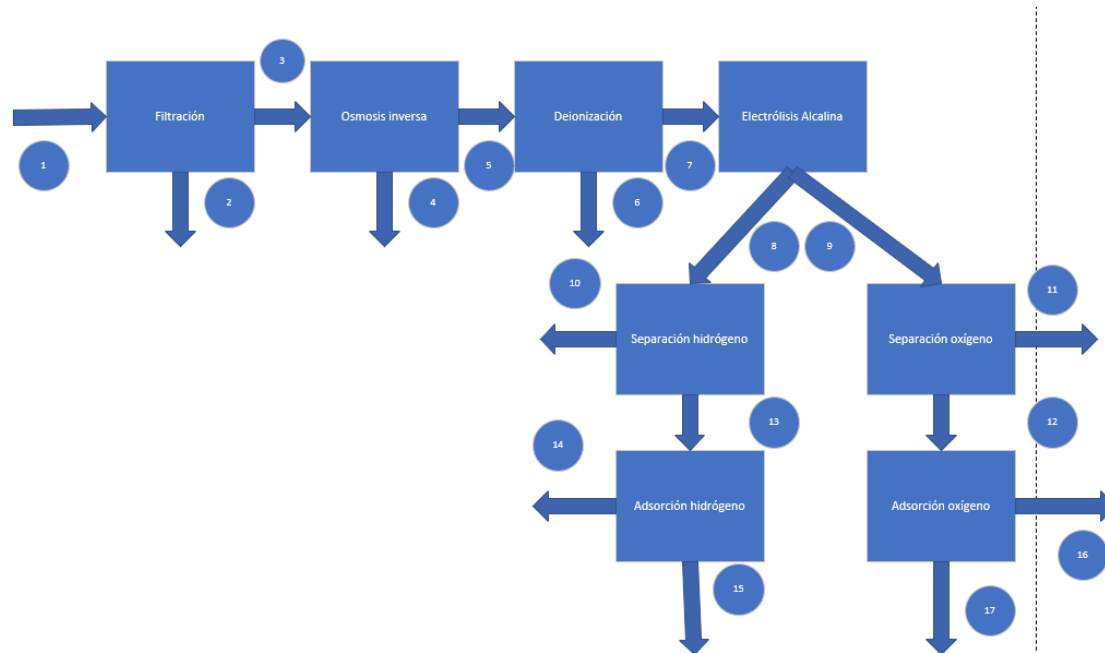 3
Filtración
Osmosis inversa
Deionización
Electrólisis Alcalina
1
5
7
2
4
6
8
9
10
11
Separación hidrógeno
Separación oxígeno
13
12
14
Adsorción hidrógeno
Adsorción oxígeno
16
15
17